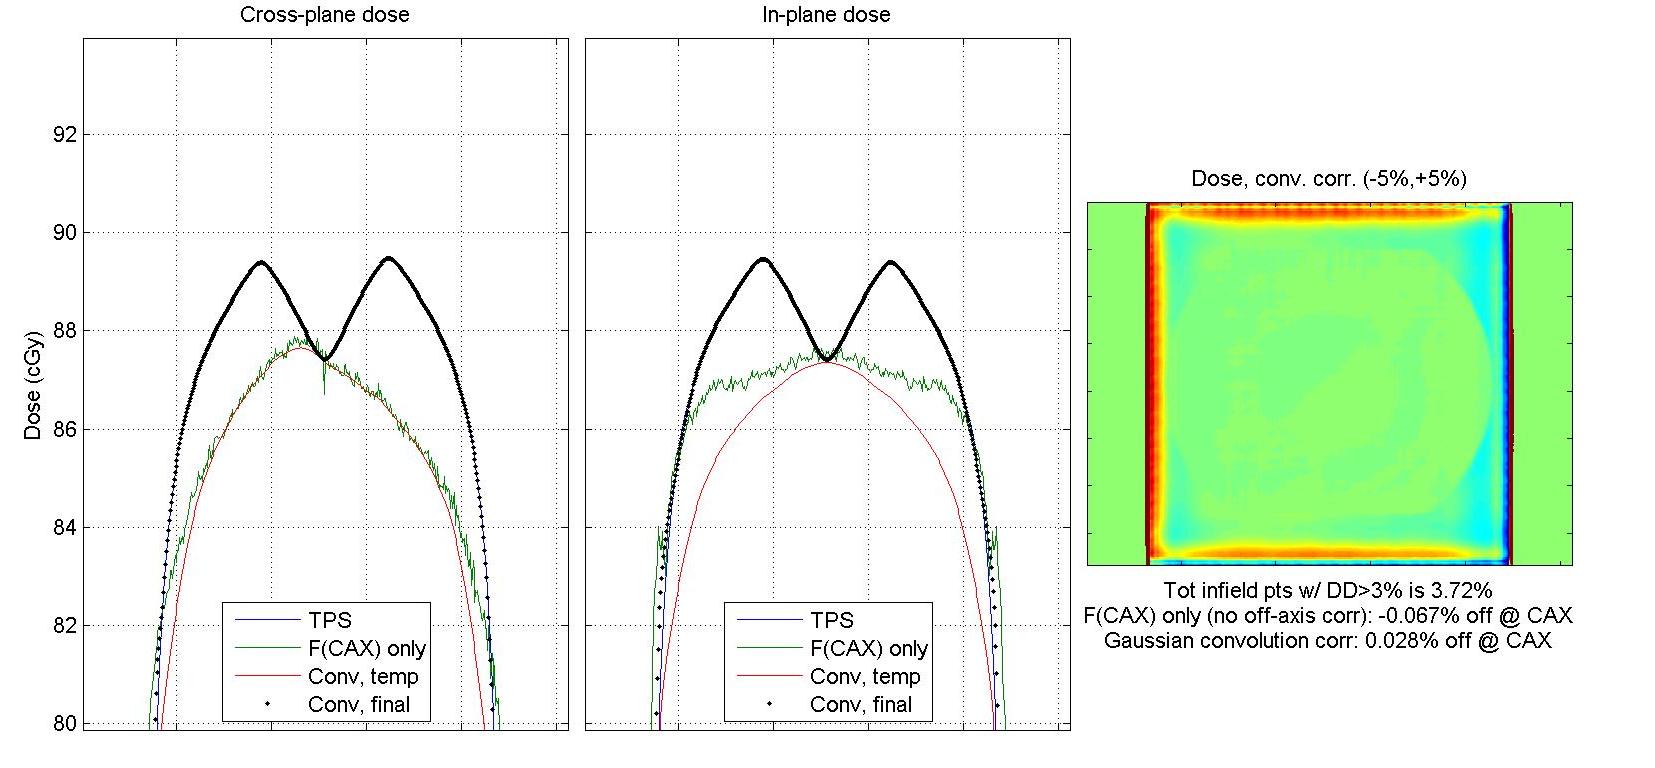 Cross-plane dose
In-plane dose
92
90
88
86
84
82
80
Dose (cGy)
TPS
F(CAX) only
Conv, temp
Conv, final
TPS
F(CAX) only
Conv, temp
Conv, final
Dose, conv. corr. (-5%,+5%)
Tot infield pts w/ DD>3% is 3.72%
F(CAX) only (no off-axis corr): -0.067% off @ CAX
Gaussian convolution corr: 0.028% off @ CAX